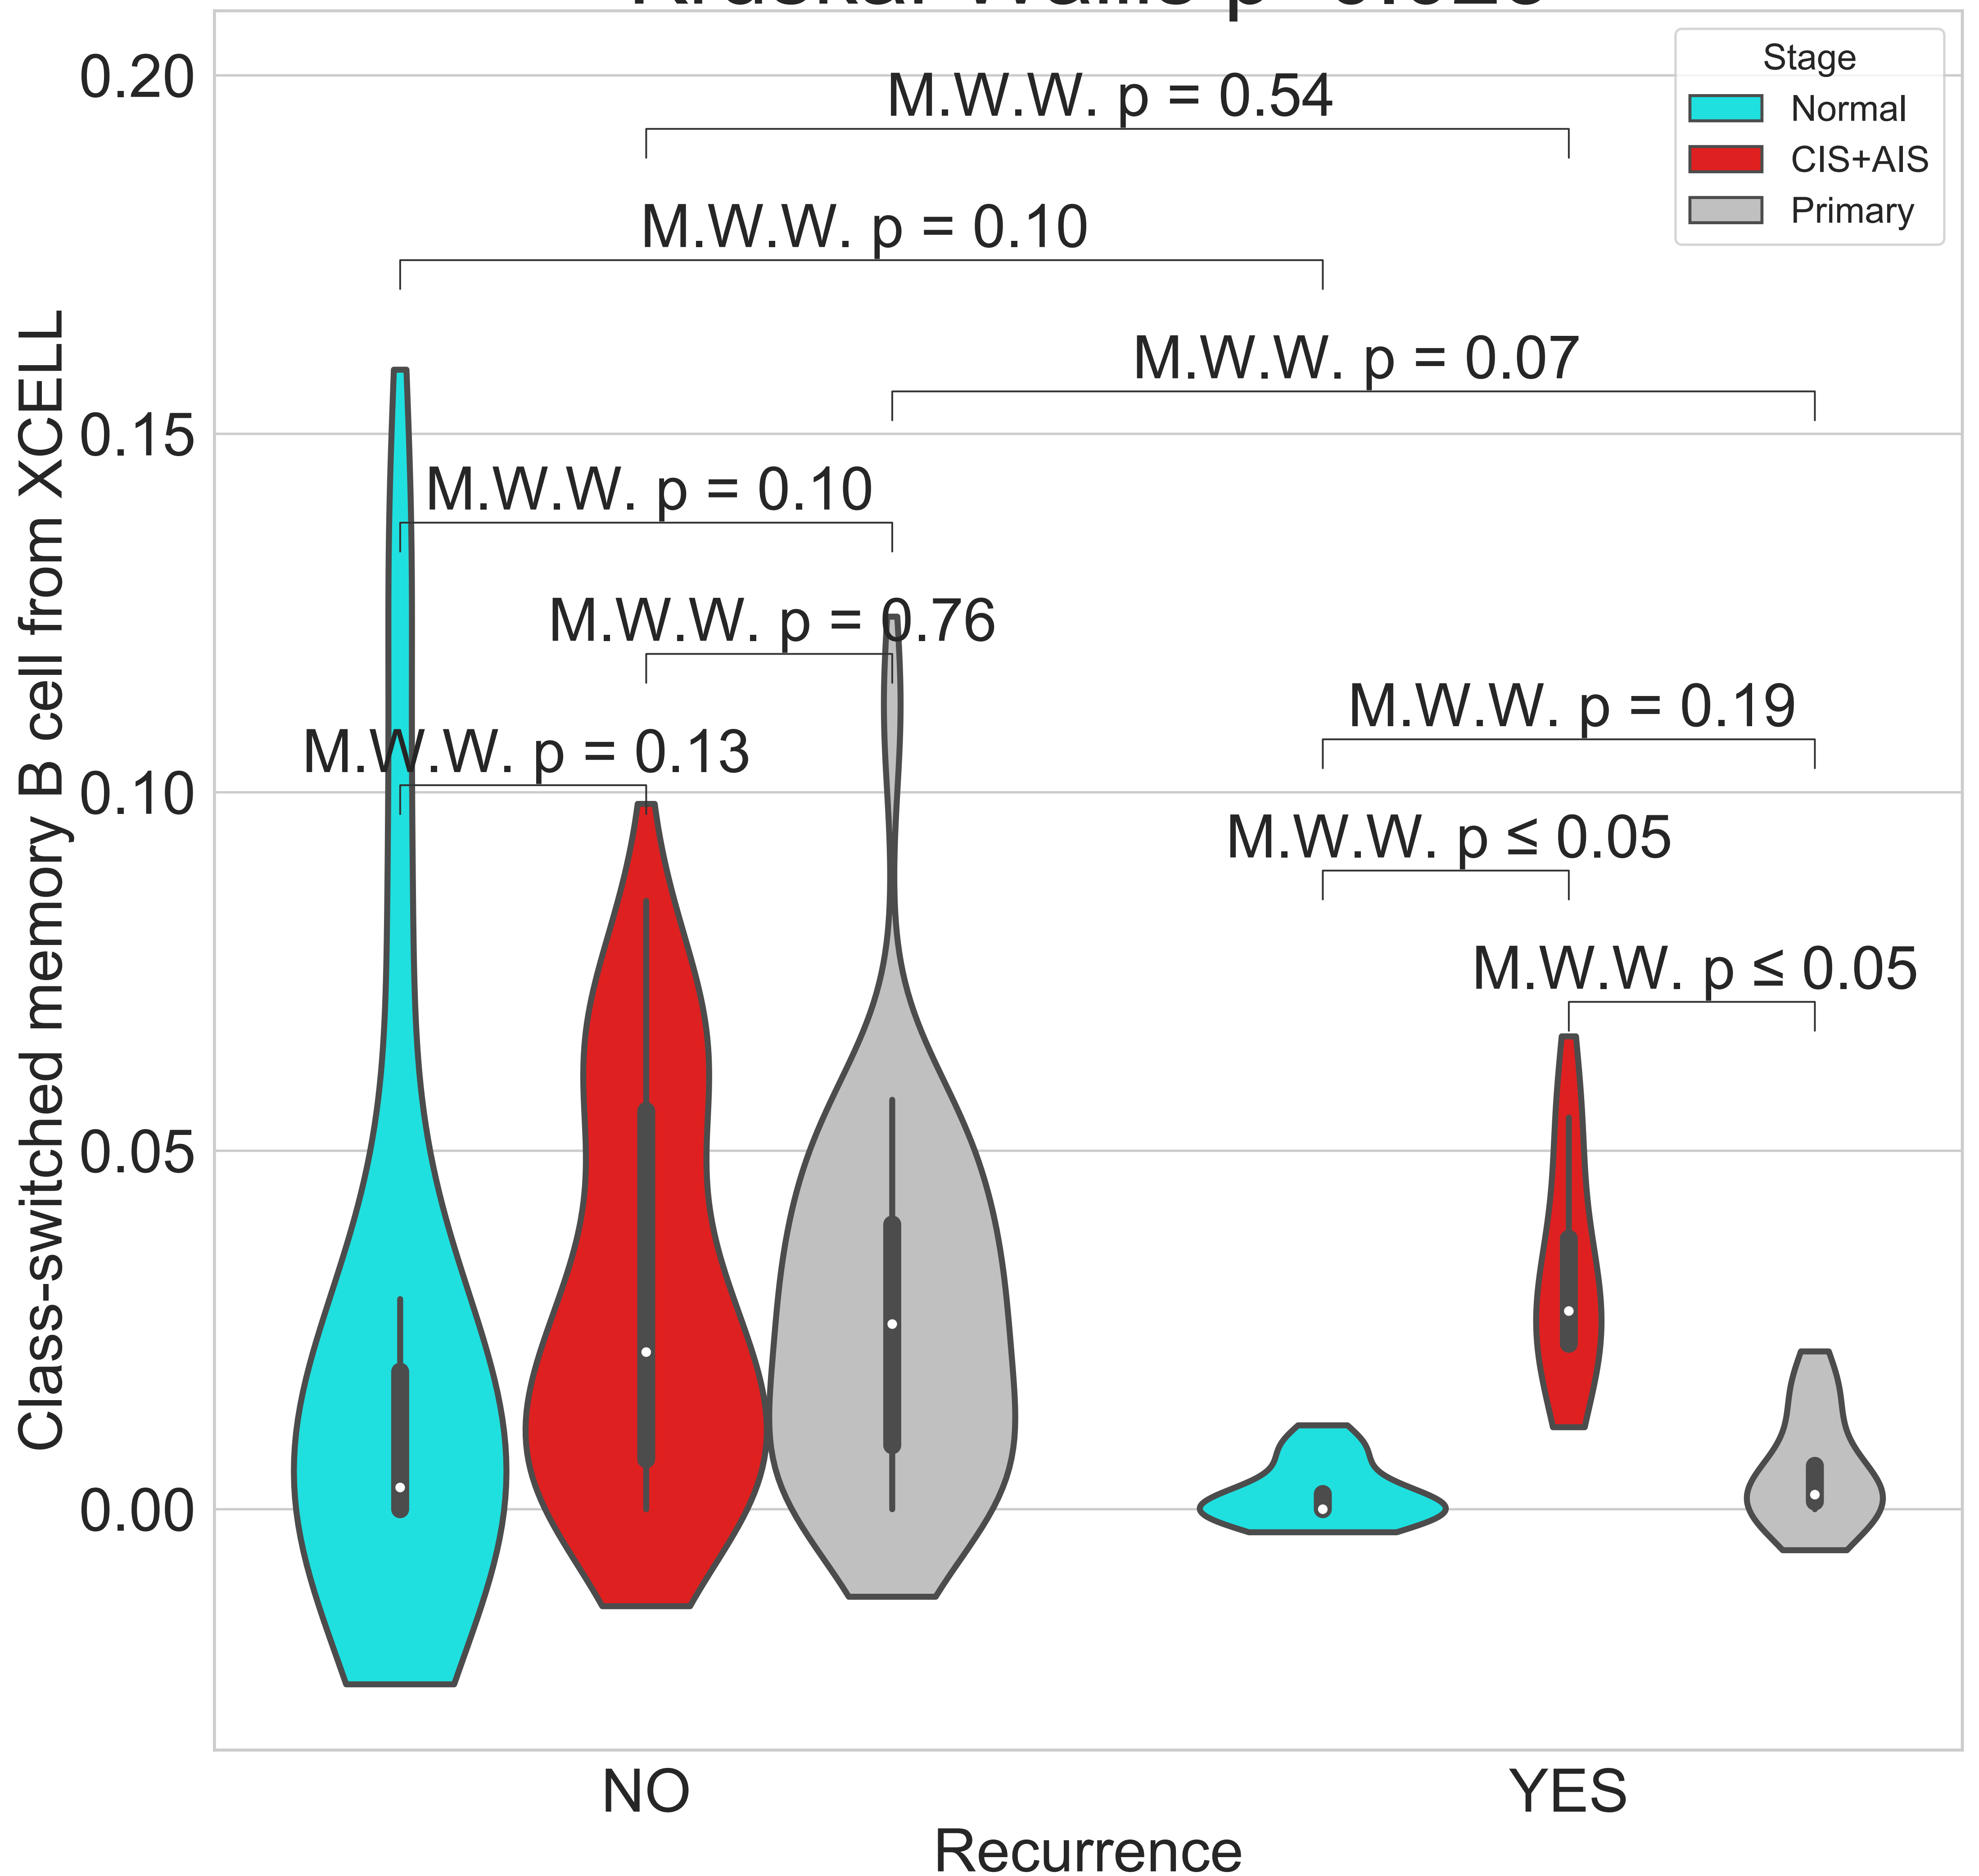 Stage
Normal
CIS+AIS
Primary
M.W.W. p = 0.54
M.W.W. p = 0.10
M.W.W. p = 0.07
M.W.W. p = 0.10
M.W.W. p = 0.76
M.W.W. p = 0.19
M.W.W. p = 0.13
M.W.W. p ≤ 0.05
M.W.W. p ≤ 0.05
0.20
0.15
0.10
0.05
0.00
Class-switched memory B cell from XCELL
NO
YES
Recurrence